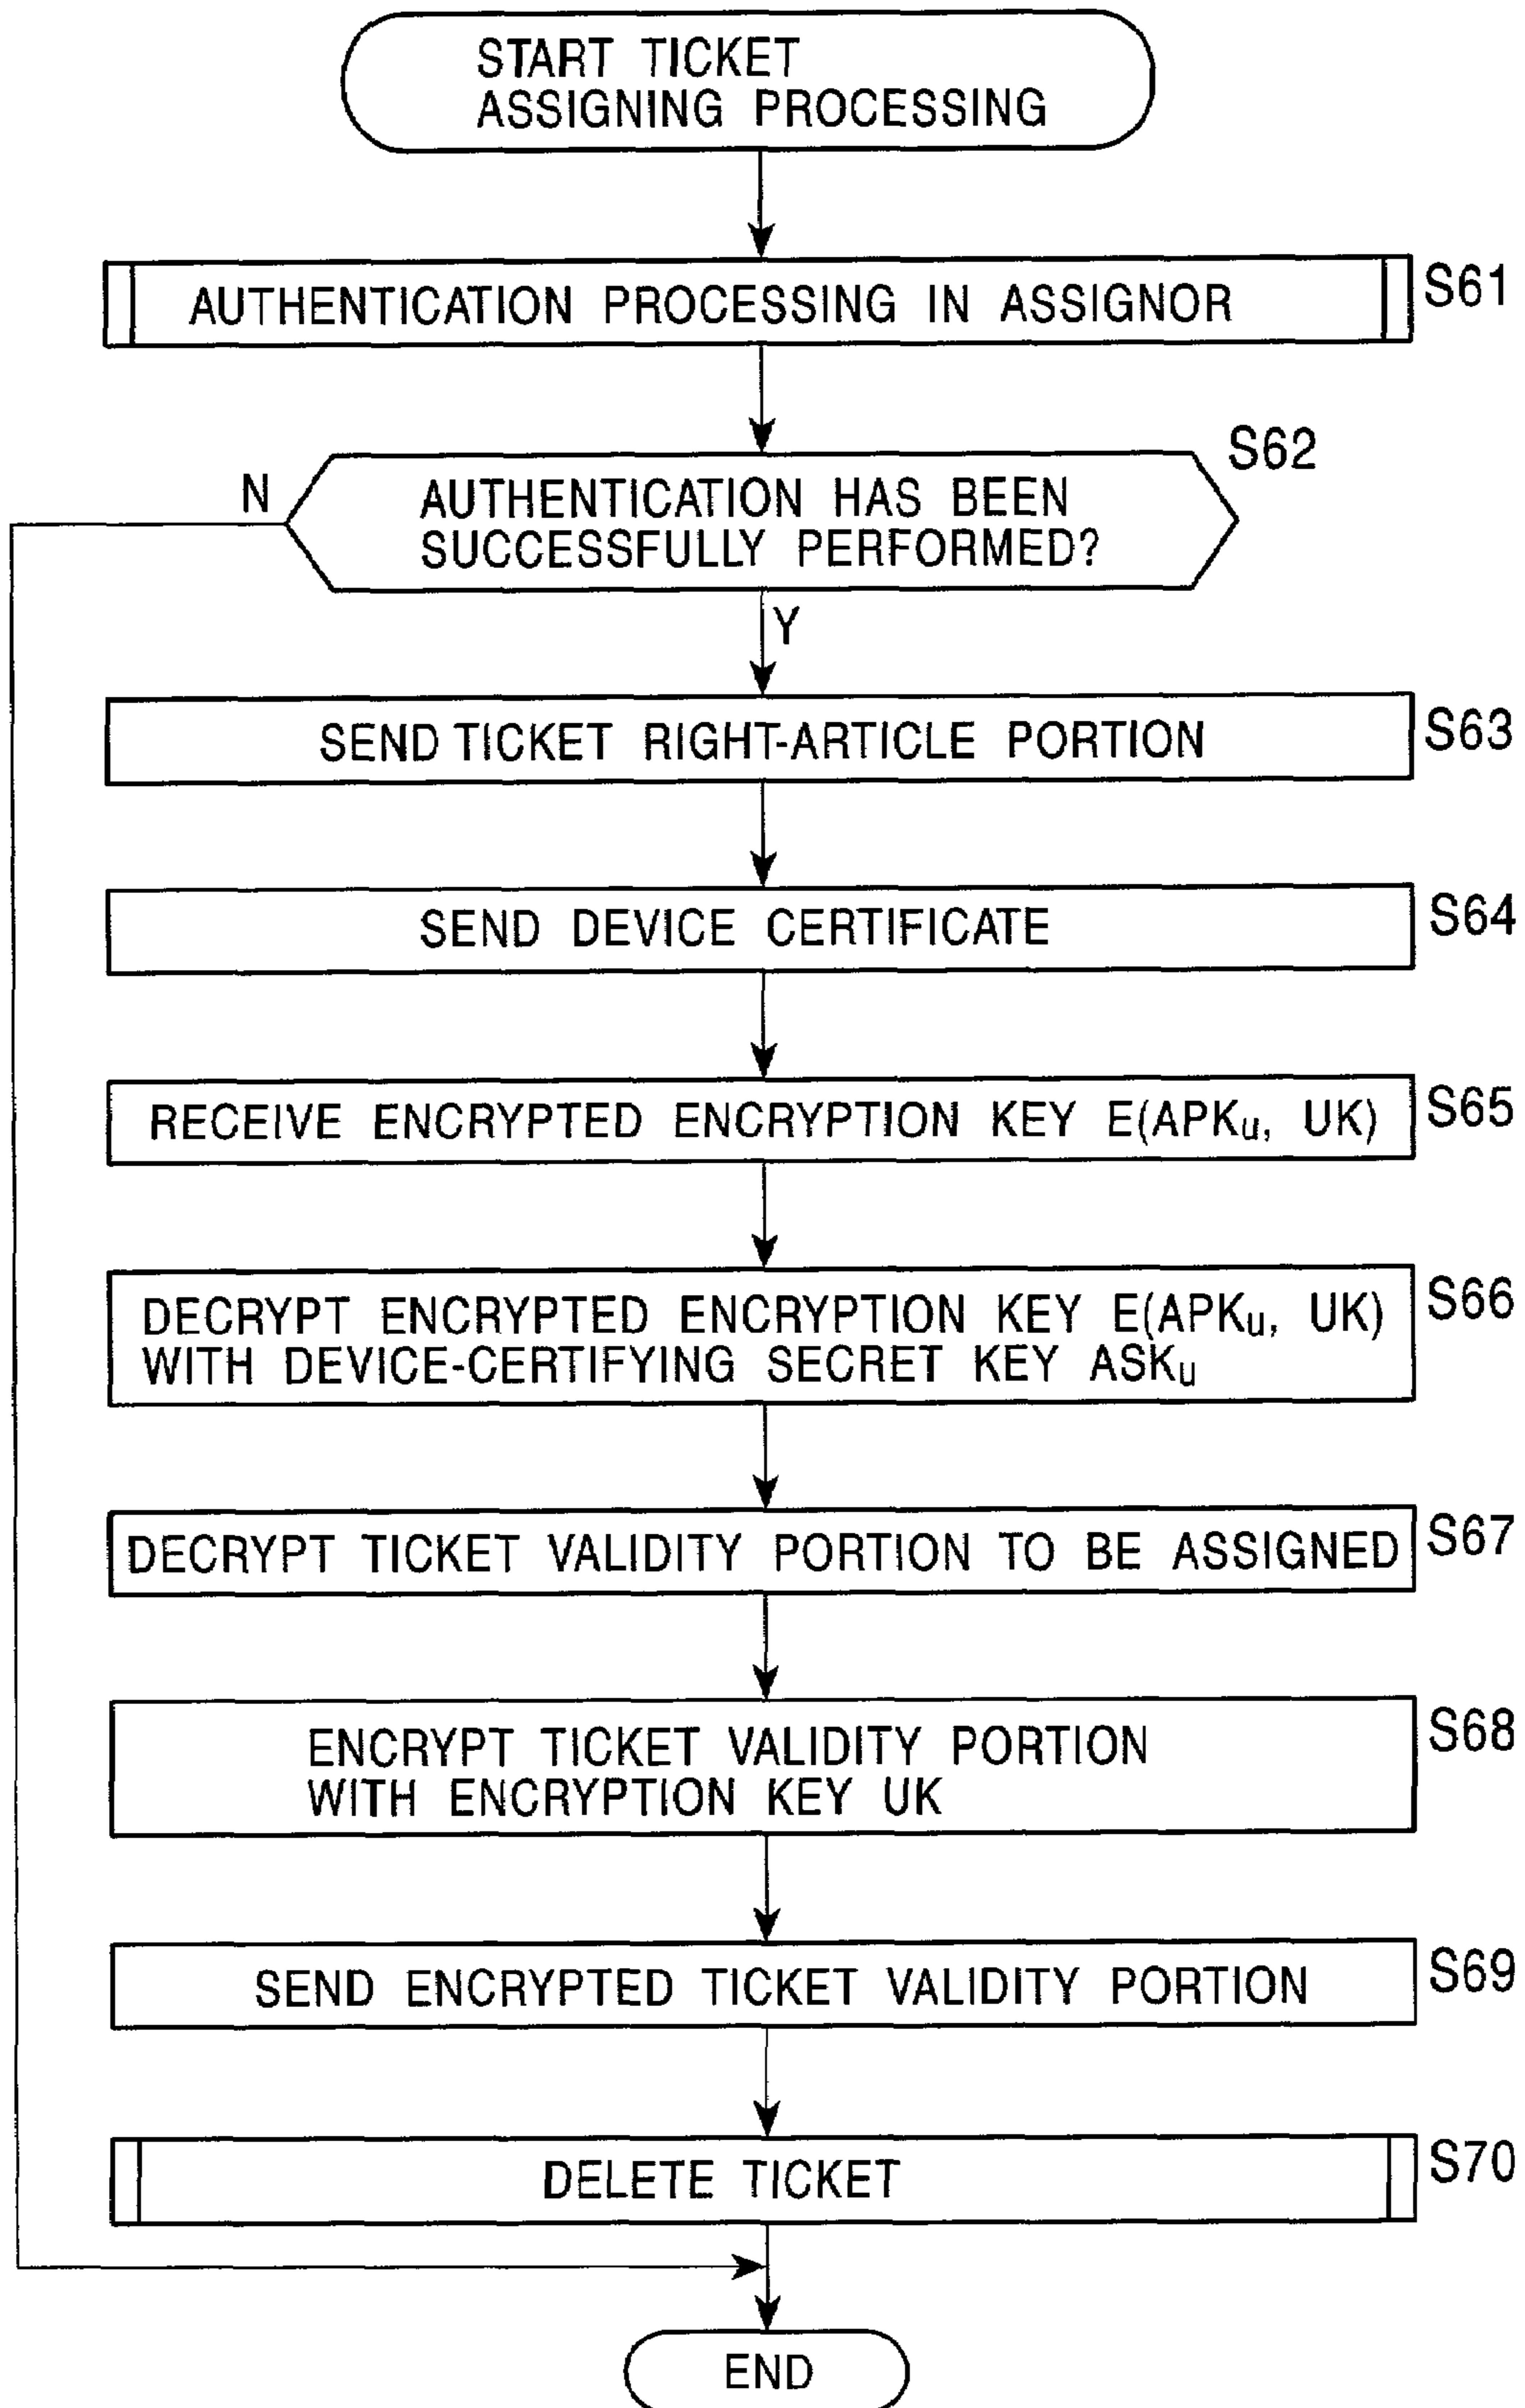 START TICKET
ASSIGNING PROCESSING
AUTHENTICATION PROCESSING IN ASSIGNOR
S61
S62
N
AUTHENTICATION HAS BEEN
SUCCESSFULLY PERFORMED?
Y
SEND TICKET RIGHT-ARTICLE PORTION
S63
SEND DEVICE CERTIFICATE
S64
RECEIVE ENCRYPTED ENCRYPTION KEY E(APKu, UK)
S65
DECRYPT ENCRYPTED ENCRYPTION KEY E(APKu, UK)
WITH DEVICE-CERTIFYING SECRET KEY ASKu
S66
DECRYPT TICKET VALIDITY PORTION TO BE ASSIGNED
S67
ENCRYPT TICKET VALIDITY PORTION
WITH ENCRYPTION KEY UK
S68
SEND ENCRYPTED TICKET VALIDITY PORTION
S69
DELETE TICKET
S70
END